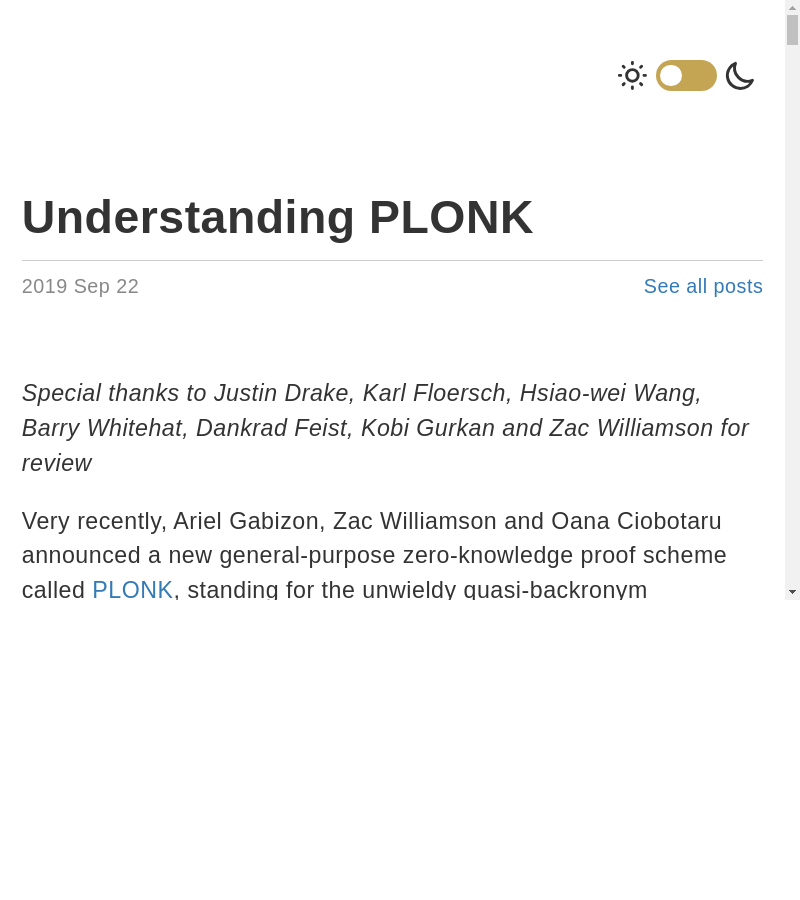 Understanding PLONK
2019 Sep 22
See all posts
Special thanks to Justin Drake, Karl Floersch, Hsiao-wei Wang,
Barry Whitehat, Dankrad Feist, Kobi Gurkan and Zac Williamson for
review
Very recently, Ariel Gabizon, Zac Williamson and Oana Ciobotaru
announced a new general-purpose zero-knowledge proof scheme
called PLONK, standing for the unwieldy quasi-backronym